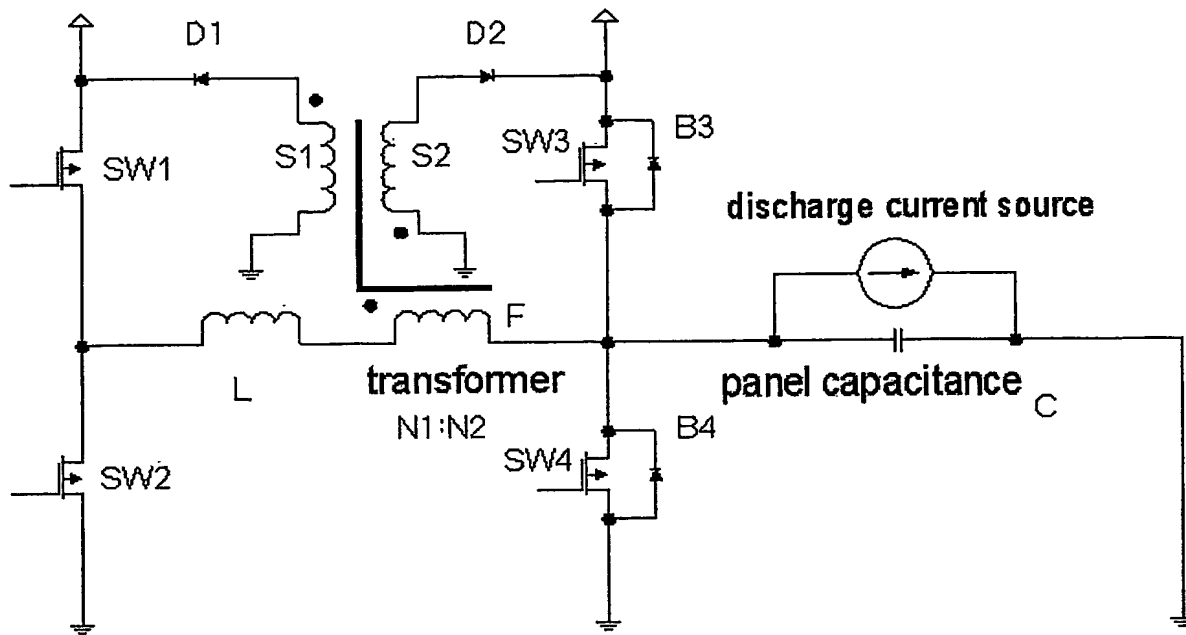 D1
D2
B3
SW3
SW1
S1
S2
discharge current source
F
L
transformer
panel capacitance
C
N1:N2
B4
SW4
SW2